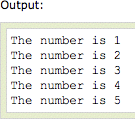 Output:
The number is 1
The number is 2
The number is 3
The number is 4
The number is 5